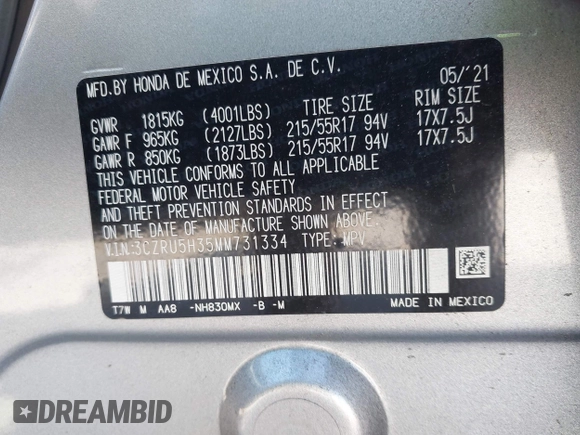 MFD.BY HONDA DE MEXICO S.A. DE C.V. 05/'21
TIRE SIZE RIM SIZE
GVWR 1815KG (4001LBS)
GAWR F 965KG (2127LBS) 215/55R17 94V 17X7.5J
GAWR R 850KG (1873LBS) 215/55R17 94V 17X7.5J
THIS VEHICLE CONFORMS TO ALL APPLICABLE
FEDERAL MOTOR VEHICLE SAFETY
AND THEFT PREVENTION STANDARDS IN EFFECT
ON THE DATE OF MANUFACTURE SHOWN ABOVE.
V.I.N.:3CZRU5H35MM731334 TYPE: MPV
T7W M AA8 -NH830MX -B -M MADE IN MEXICO
DREAMBID